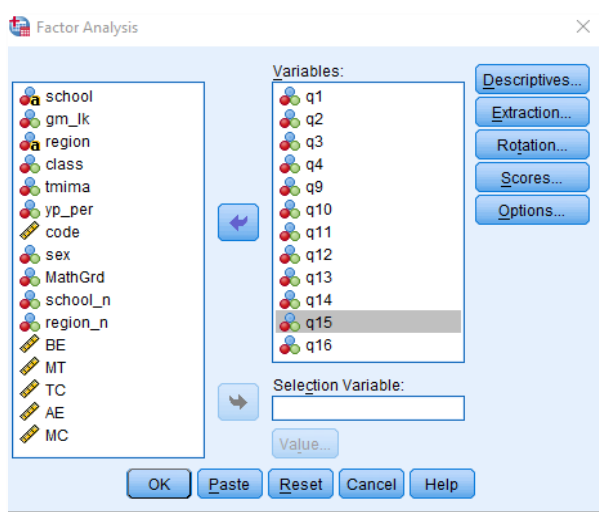 Factor Analysis
school
gm_lk
region
class
tmima
yp_per
code
sex
MathGrd
school_n
region_n
BE
MT
TC
AE
MC
Variables:
q1
q2
q3
q4
q9
q10
q11
q12
q13
q14
q15
q16
Selection Variable:
Value...
Descriptives...
Extraction...
Rotation...
Scores...
Options...
OK Paste Reset Cancel Help